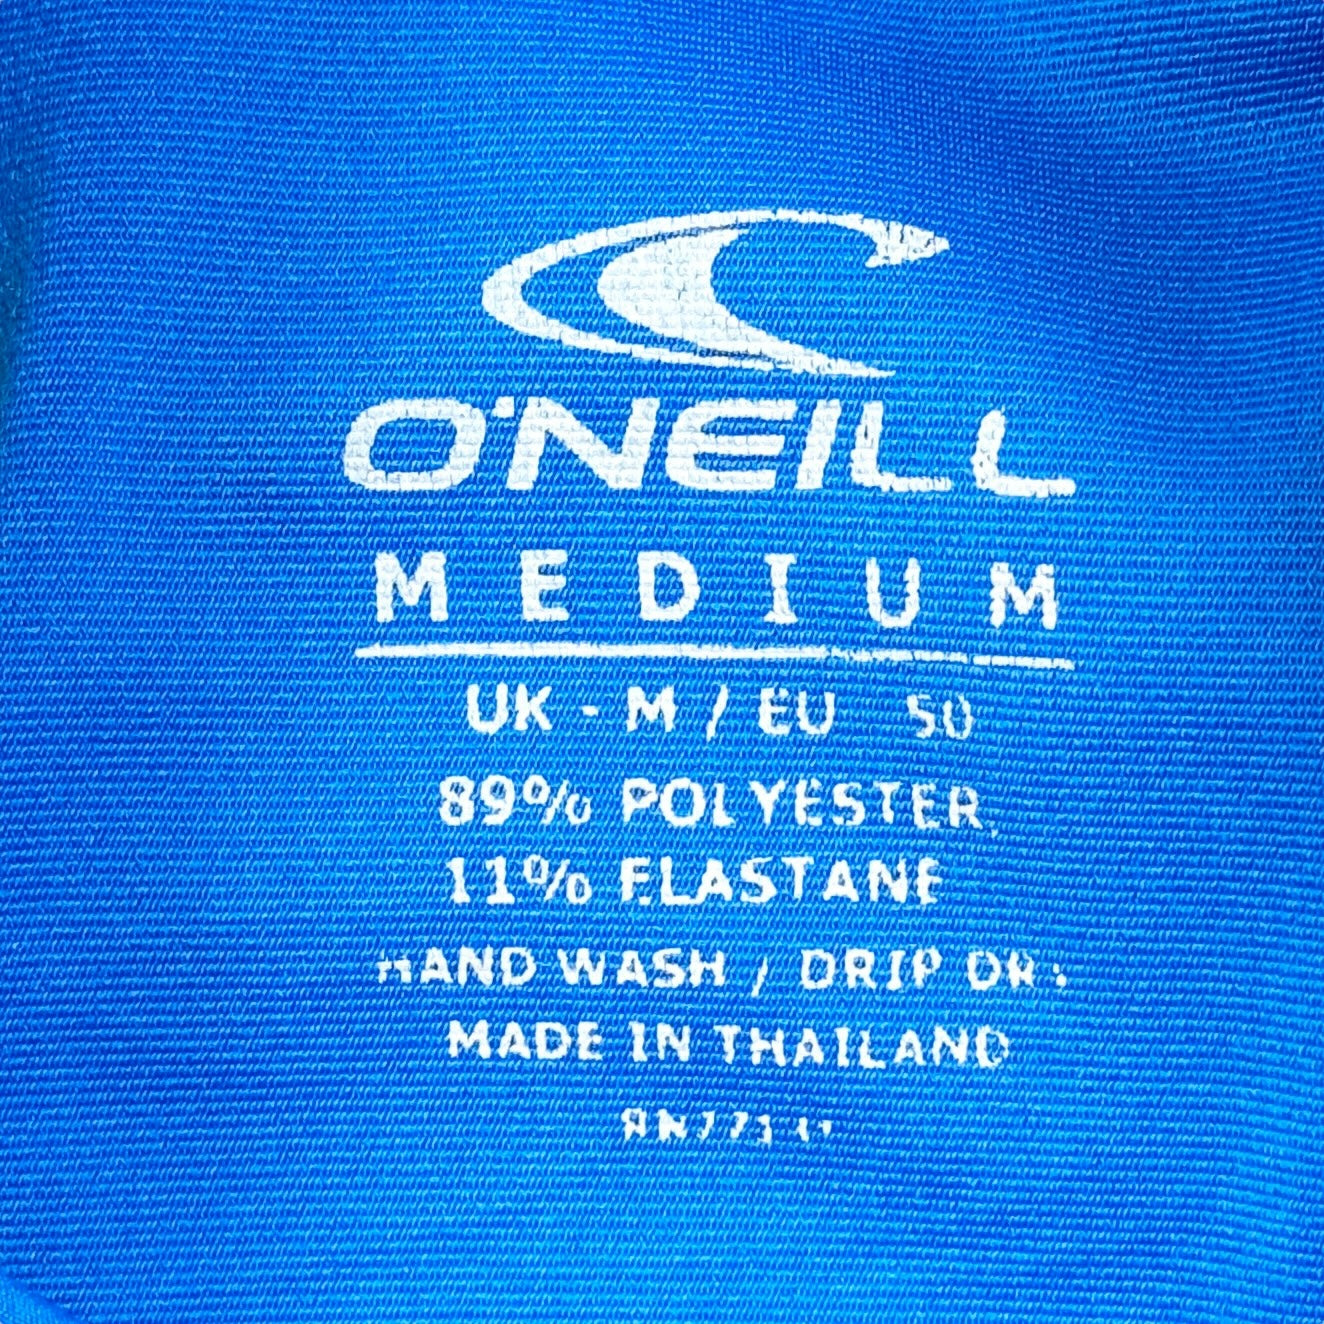 O'NEILL
MEDIUM
UK - M / EU 50
89% POLYESTER,
11% ELASTANE
HAND WASH / DRIP DRY
MADE IN THAILAND